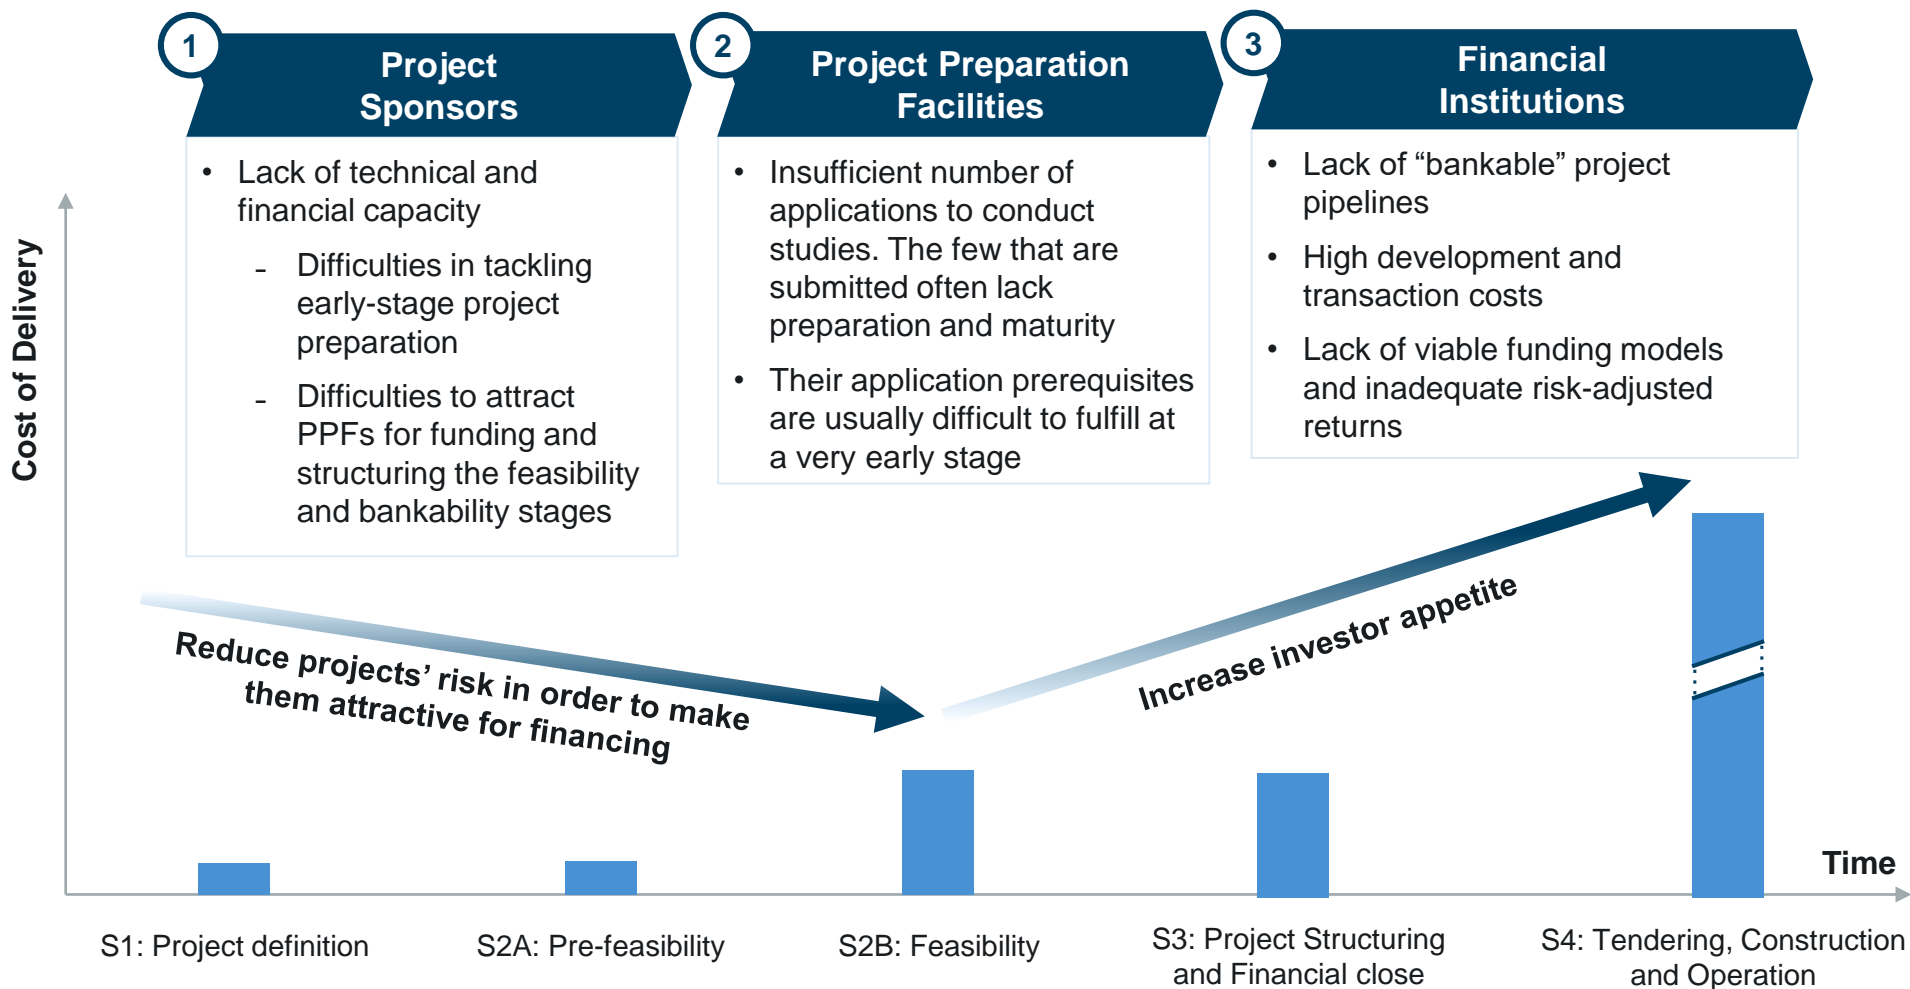 1
Project
Sponsors
• Lack of technical and
financial capacity
- Difficulties in tackling
early-stage project
preparation
- Difficulties to attract
PPFs for funding and
structuring the feasibility
and bankability stages
2
Project Preparation
Facilities
• Insufficient number of
applications to conduct
studies. The few that are
submitted often lack
preparation and maturity
• Their application prerequisites
are usually difficult to fulfill at
a very early stage
3
Financial
Institutions
• Lack of “bankable” project
pipelines
• High development and
transaction costs
• Lack of viable funding models
and inadequate risk-adjusted
returns
Cost of Delivery
Reduce projects’ risk in order to make
them attractive for financing
Increase investor appetite
Time
S1: Project definition
S2A: Pre-feasibility
S2B: Feasibility
S3: Project Structuring
and Financial close
S4: Tendering, Construction
and Operation